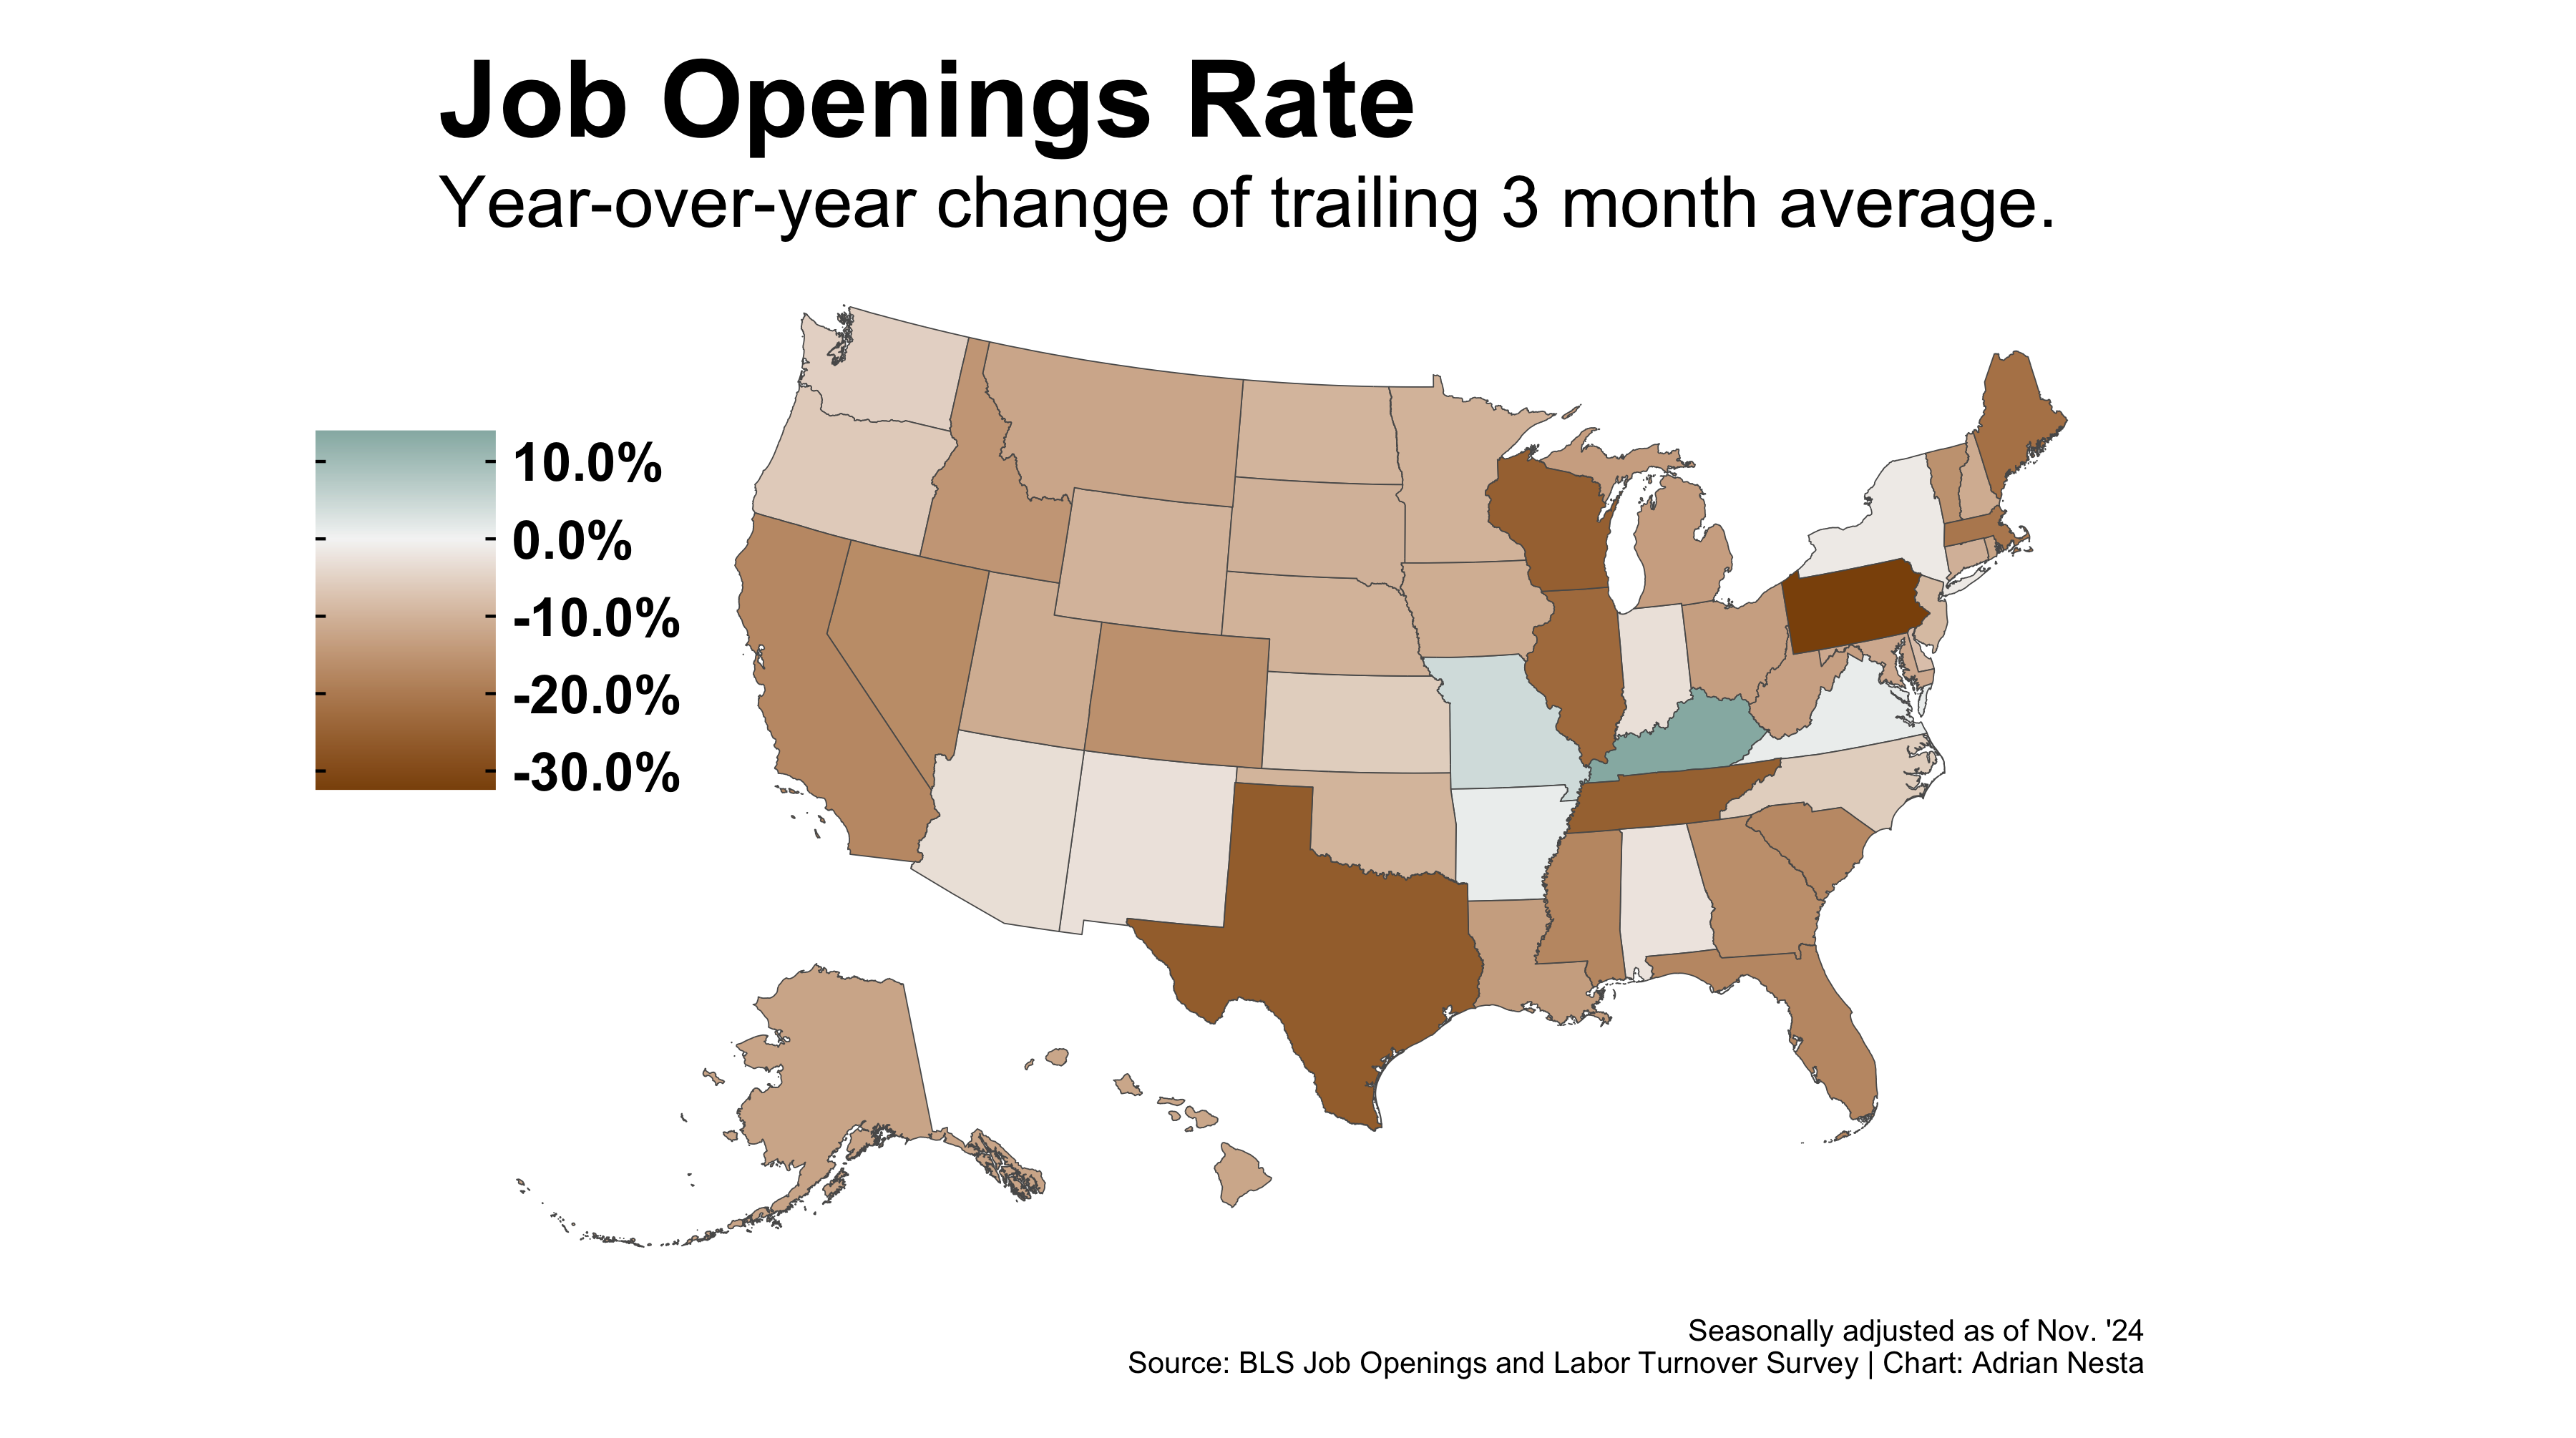 Job Openings Rate
Year-over-year change of trailing 3 month average.
10.0%
0.0%
-10.0%
-20.0%
-30.0%
Seasonally adjusted as of Nov. '24
Source: BLS Job Openings and Labor Turnover Survey | Chart: Adrian Nesta